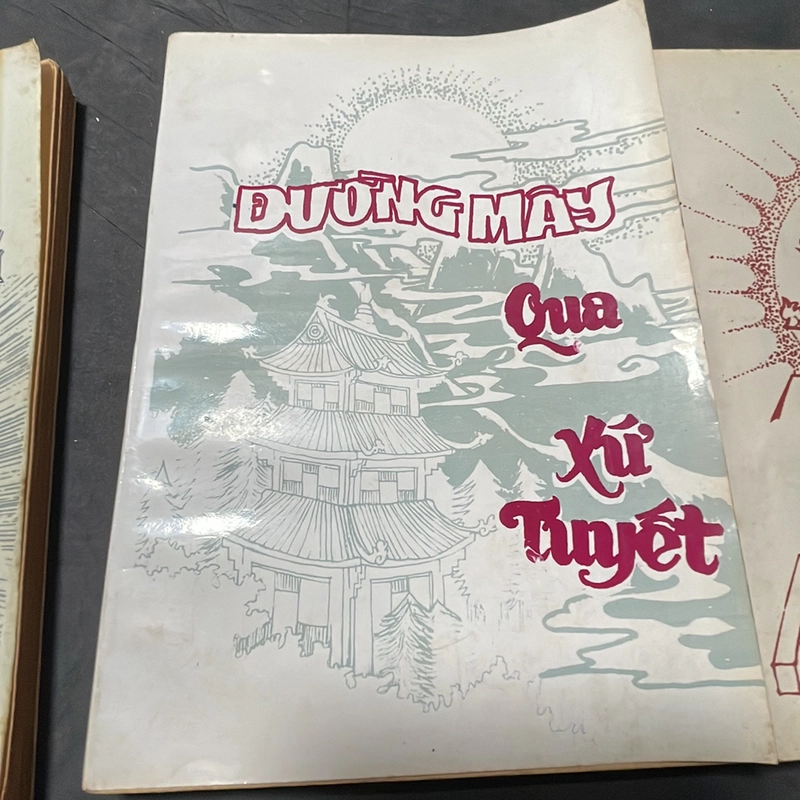 ĐƯỜNG MÂY
Qua
Xứ
Tuyết